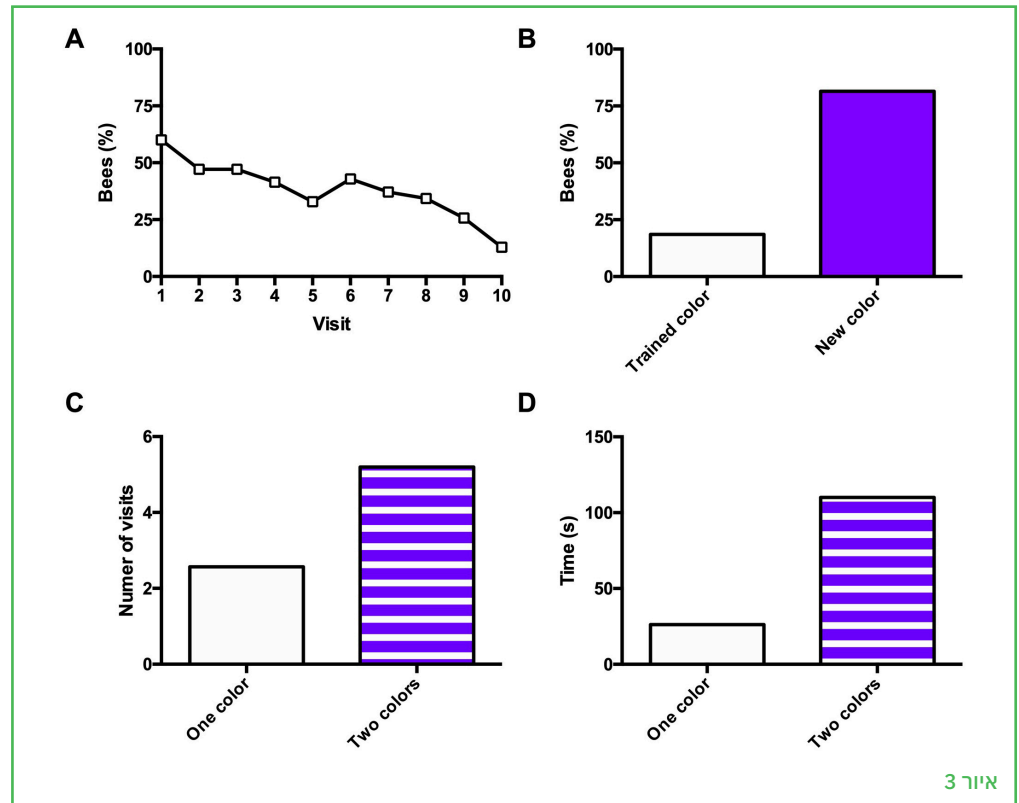 A
100
75
50
25
0
Bees (%)
1 2 3 4 5 6 7 8 9 10
Visit
B
100
75
50
25
0
Bees (%)
Trained color
New color
C
6
4
2
0
Numer of visits
One color
Two colors
D
150
100
50
0
Time (s)
One color
Two colors
איור 3